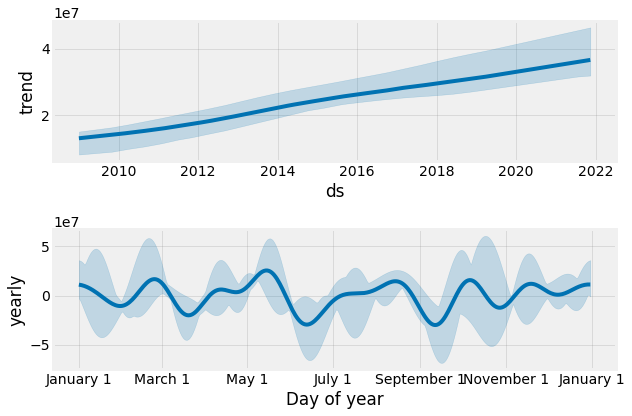 1e7
4
2
trend
2010 2012 2014 2016 2018 2020 2022
ds
1e7
5
0
−5
yearly
January 1 March 1 May 1 July 1 September 1 November 1 January 1
Day of year